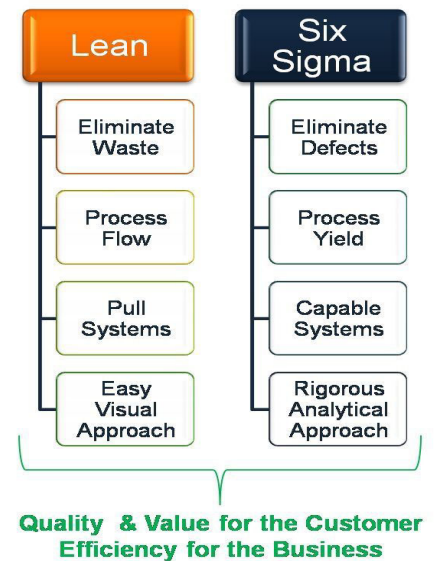 Lean
Eliminate
Waste
Process
Flow
Pull
Systems
Easy
Visual
Approach
Six
Sigma
Eliminate
Defects
Process
Yield
Capable
Systems
Rigorous
Analytical
Approach
Quality & Value for the Customer
Efficiency for the Business